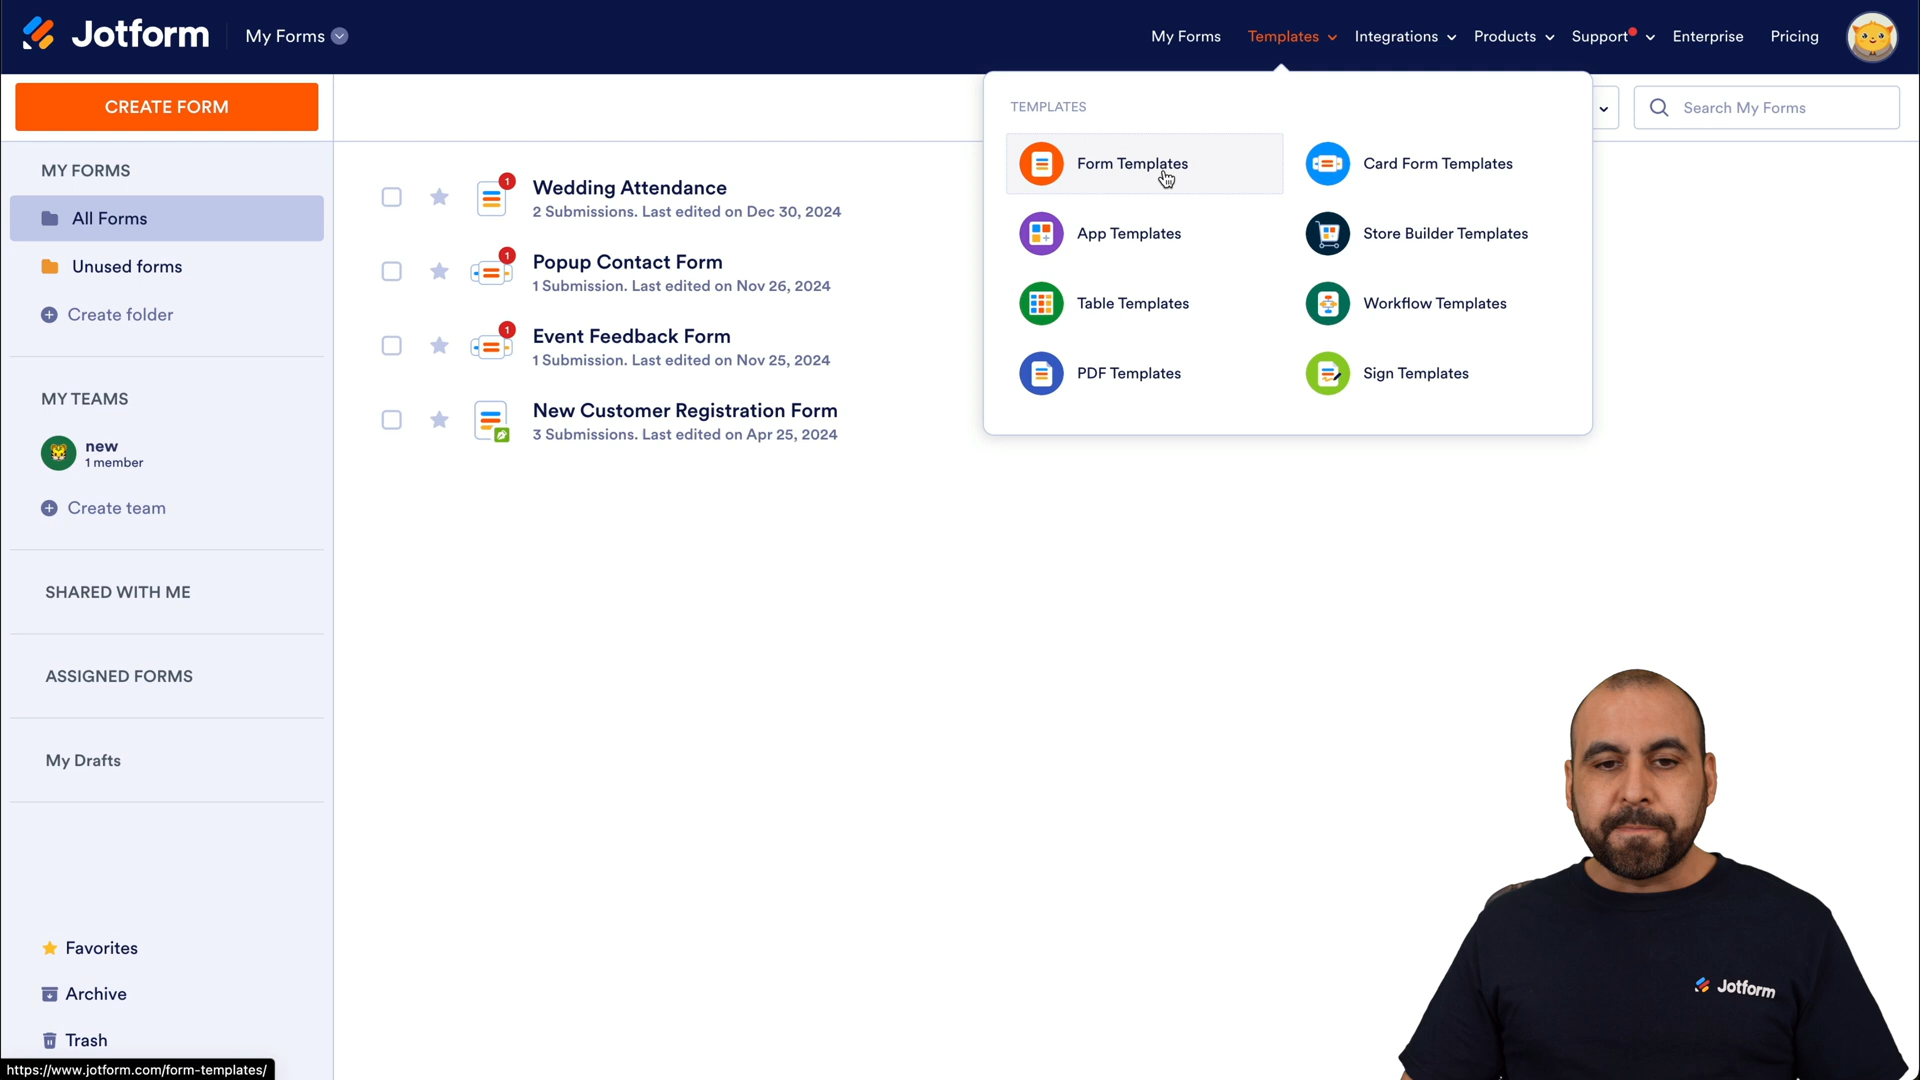 Jotform
My Forms
My Forms
Templates
Integrations
Products
Support
Enterprise
Pricing
CREATE FORM
Search My Forms
MY FORMS
All Forms
Unused forms
Create folder
MY TEAMS
new
1 member
Create team
SHARED WITH ME
ASSIGNED FORMS
My Drafts
Favorites
Archive
Trash
https://www.jotform.com/form-templates/
1
Wedding Attendance
2 Submissions. Last edited on Dec 30, 2024
1
Popup Contact Form
1 Submission. Last edited on Nov 26, 2024
1
Event Feedback Form
1 Submission. Last edited on Nov 25, 2024
New Customer Registration Form
3 Submissions. Last edited on Apr 25, 2024
TEMPLATES
Form Templates
Card Form Templates
App Templates
Store Builder Templates
Table Templates
Workflow Templates
PDF Templates
Sign Templates
Jotform